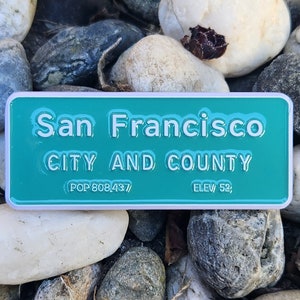 San Francisco
CITY AND COUNTY
POP 808,437 ELEV 52